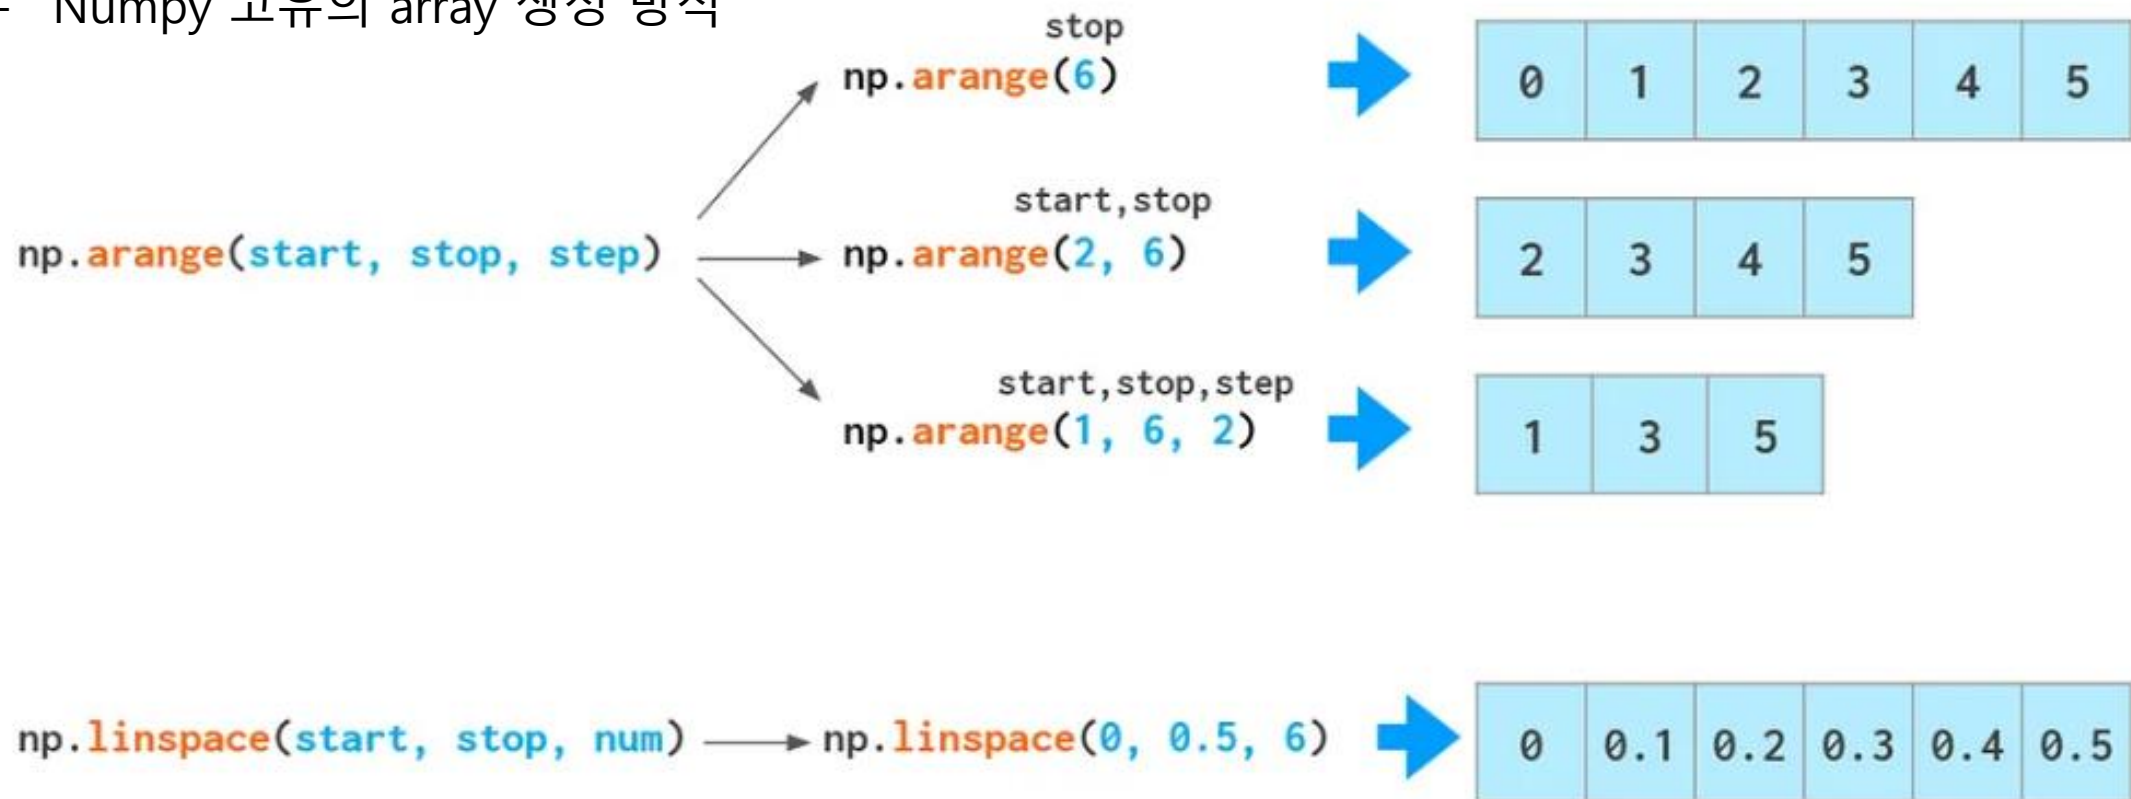 - Numpy 고유의 array 생성 방식
stop
np.arange(6)
0 1 2 3 4 5
start,stop
np.arange(start, stop, step)
np.arange(2, 6)
2 3 4 5
start,stop,step
np.arange(1, 6, 2)
1 3 5
np.linspace(start, stop, num)
np.linspace(0, 0.5, 6)
0 0.1 0.2 0.3 0.4 0.5